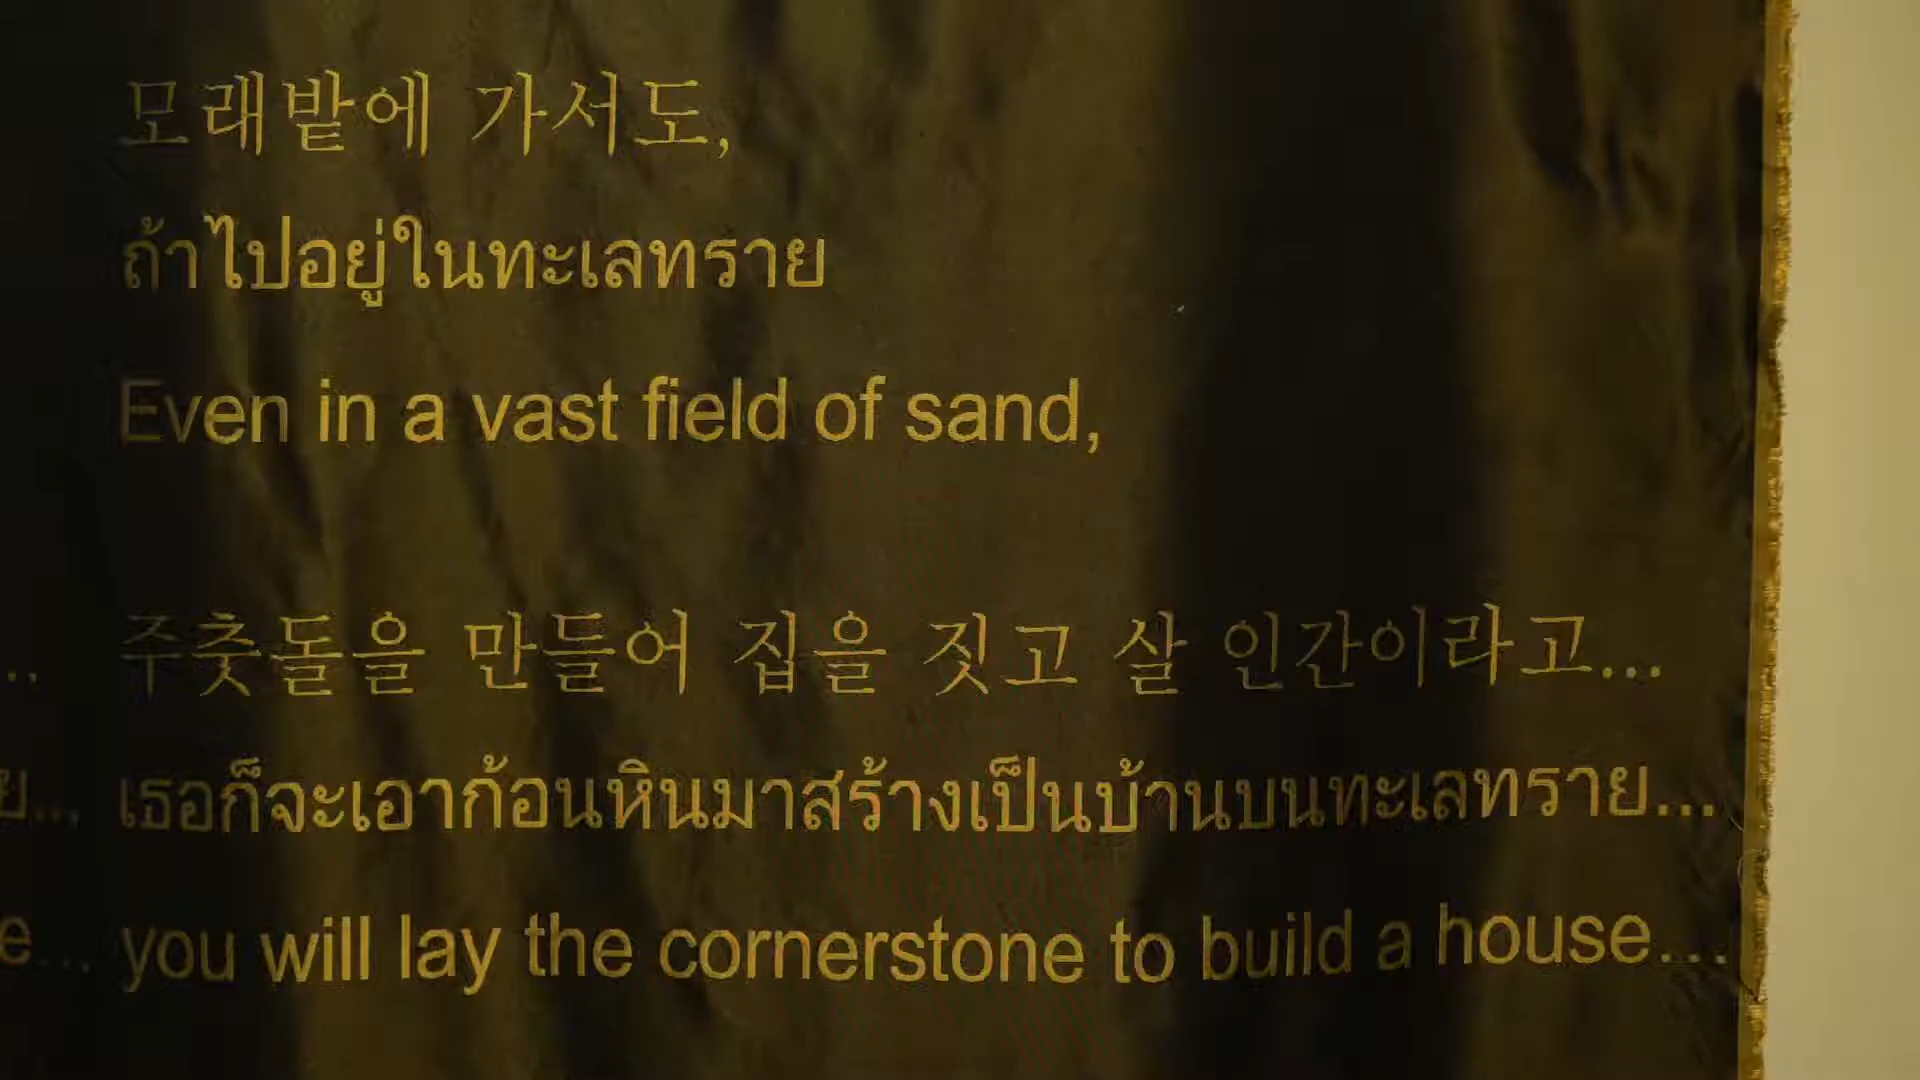 모래밭에 가서도,
ถ้าไปอยู่ในทะเลทราย
Even in a vast field of sand,
주춧돌을 만들어 집을 짓고 살 인간이라고...
เธอก็จะเอาก้อนหินมาสร้างเป็นบ้านบนทะเลทราย...
you will lay the cornerstone to build a house...